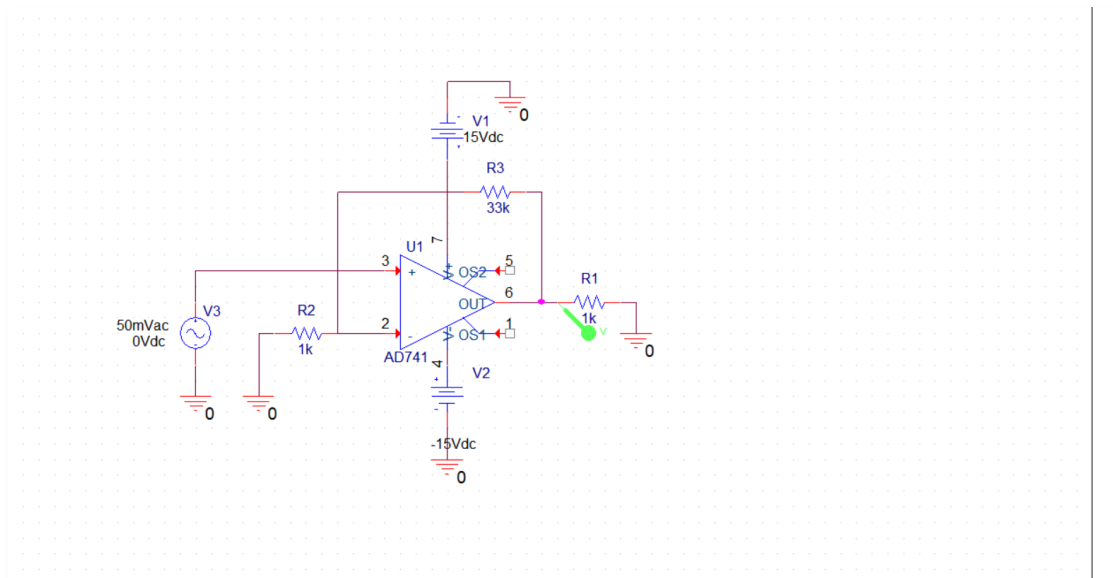 0
V1
15Vdc
R3
33k
7
U1
3
+
V+
OS2
5
R1
OUT
6
1k
V
V3
50mVac
0Vdc
R2
1k
2
-
V-
OS1
1
AD741
4
V2
0
-15Vdc
0
0
0